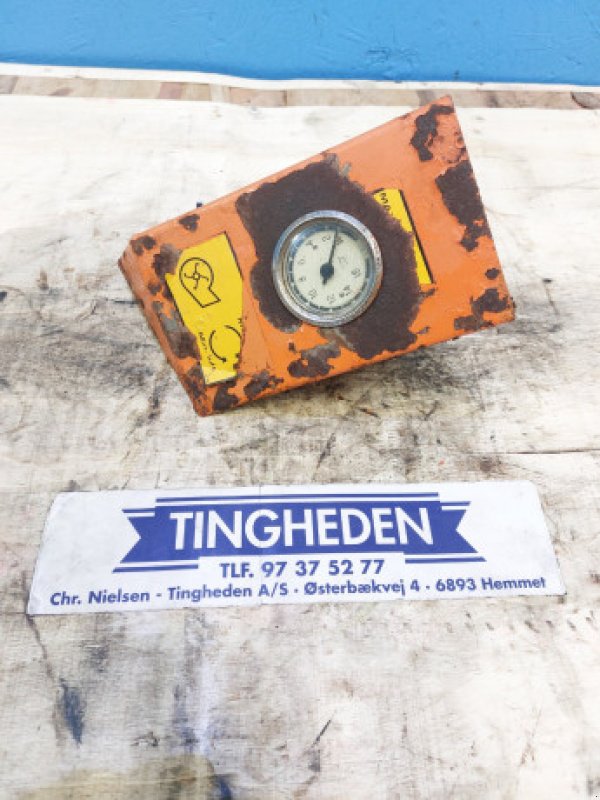 TINGHEDEN
TLF. 97 37 52 77
Chr. Nielsen - Tingheden A/S · Østerbækvej 4 · 6893 Hemmet